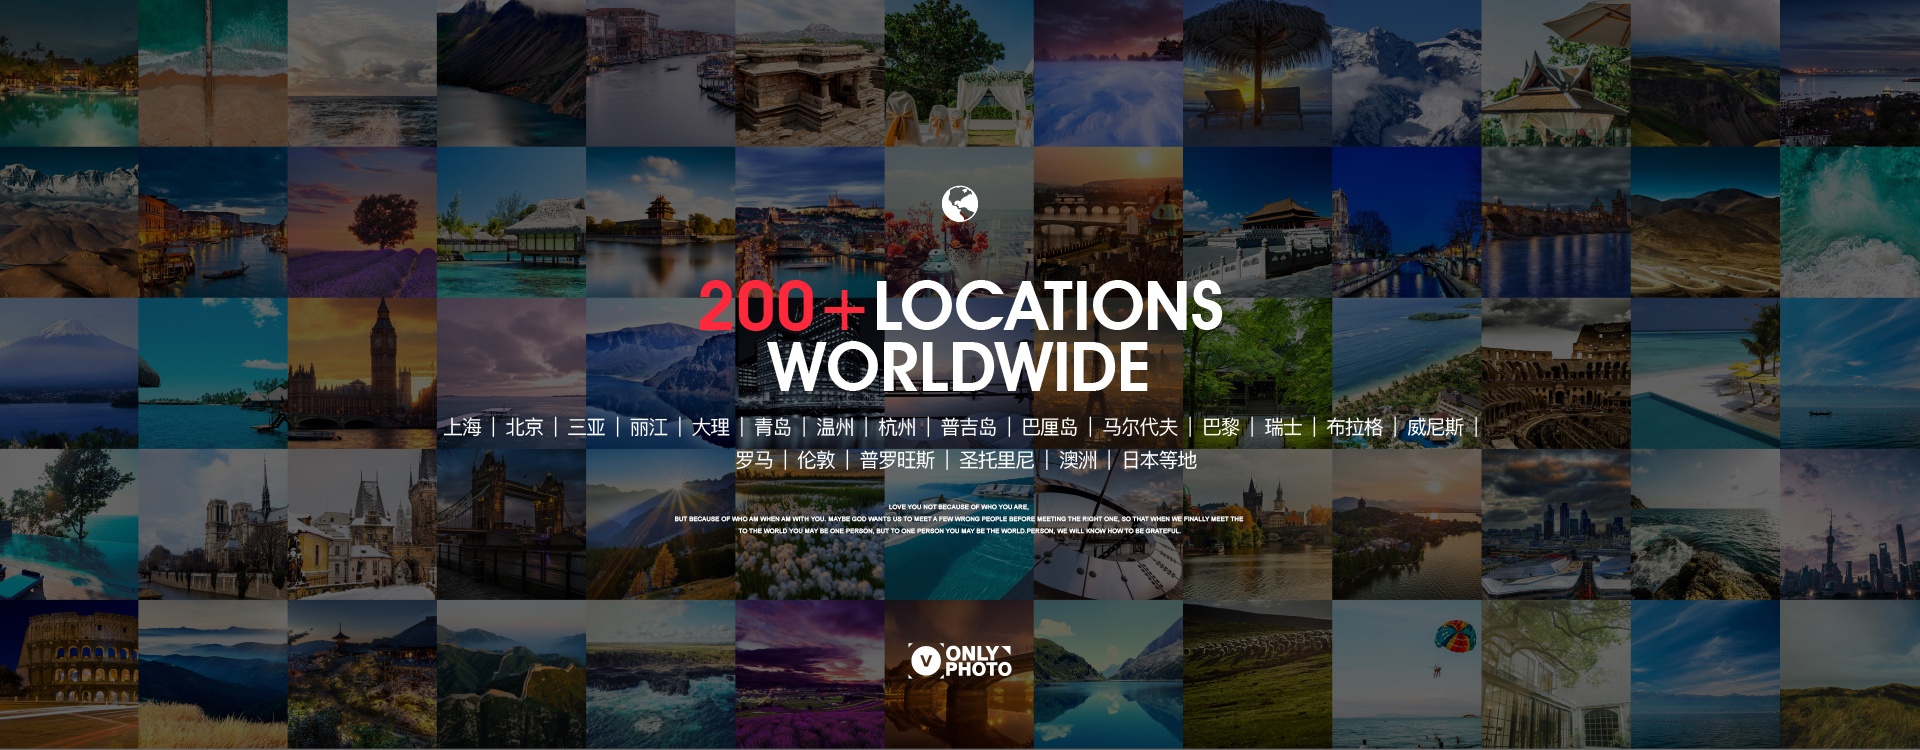 200+LOCATIONS
WORLDWIDE
上海 | 北京 | 三亚 | 丽江 | 大理 | 青岛 | 温州 | 杭州 | 普吉岛 | 巴厘岛 | 马尔代夫 | 巴黎 | 瑞士 | 布拉格 | 威尼斯 |
罗马 | 伦敦 | 普罗旺斯 | 圣托里尼 | 澳洲 | 日本等地
LOVE YOU NOT BECAUSE OF WHO YOU ARE,
BUT BECAUSE OF WHO AM WHEN AM WITH YOU. MAYBE GOD WANTS US TO MEET A FEW WRONG PEOPLE BEFORE MEETING THE RIGHT ONE, SO THAT WHEN WE FINALLY MEET THE
TO THE WORLD YOU MAY BE ONE PERSON, BUT TO ONE PERSON YOU MAY BE THE WORLD.PERSON, WE WILL KNOW HOW TO BE GRATEFUL.
V ONLY
PHOTO